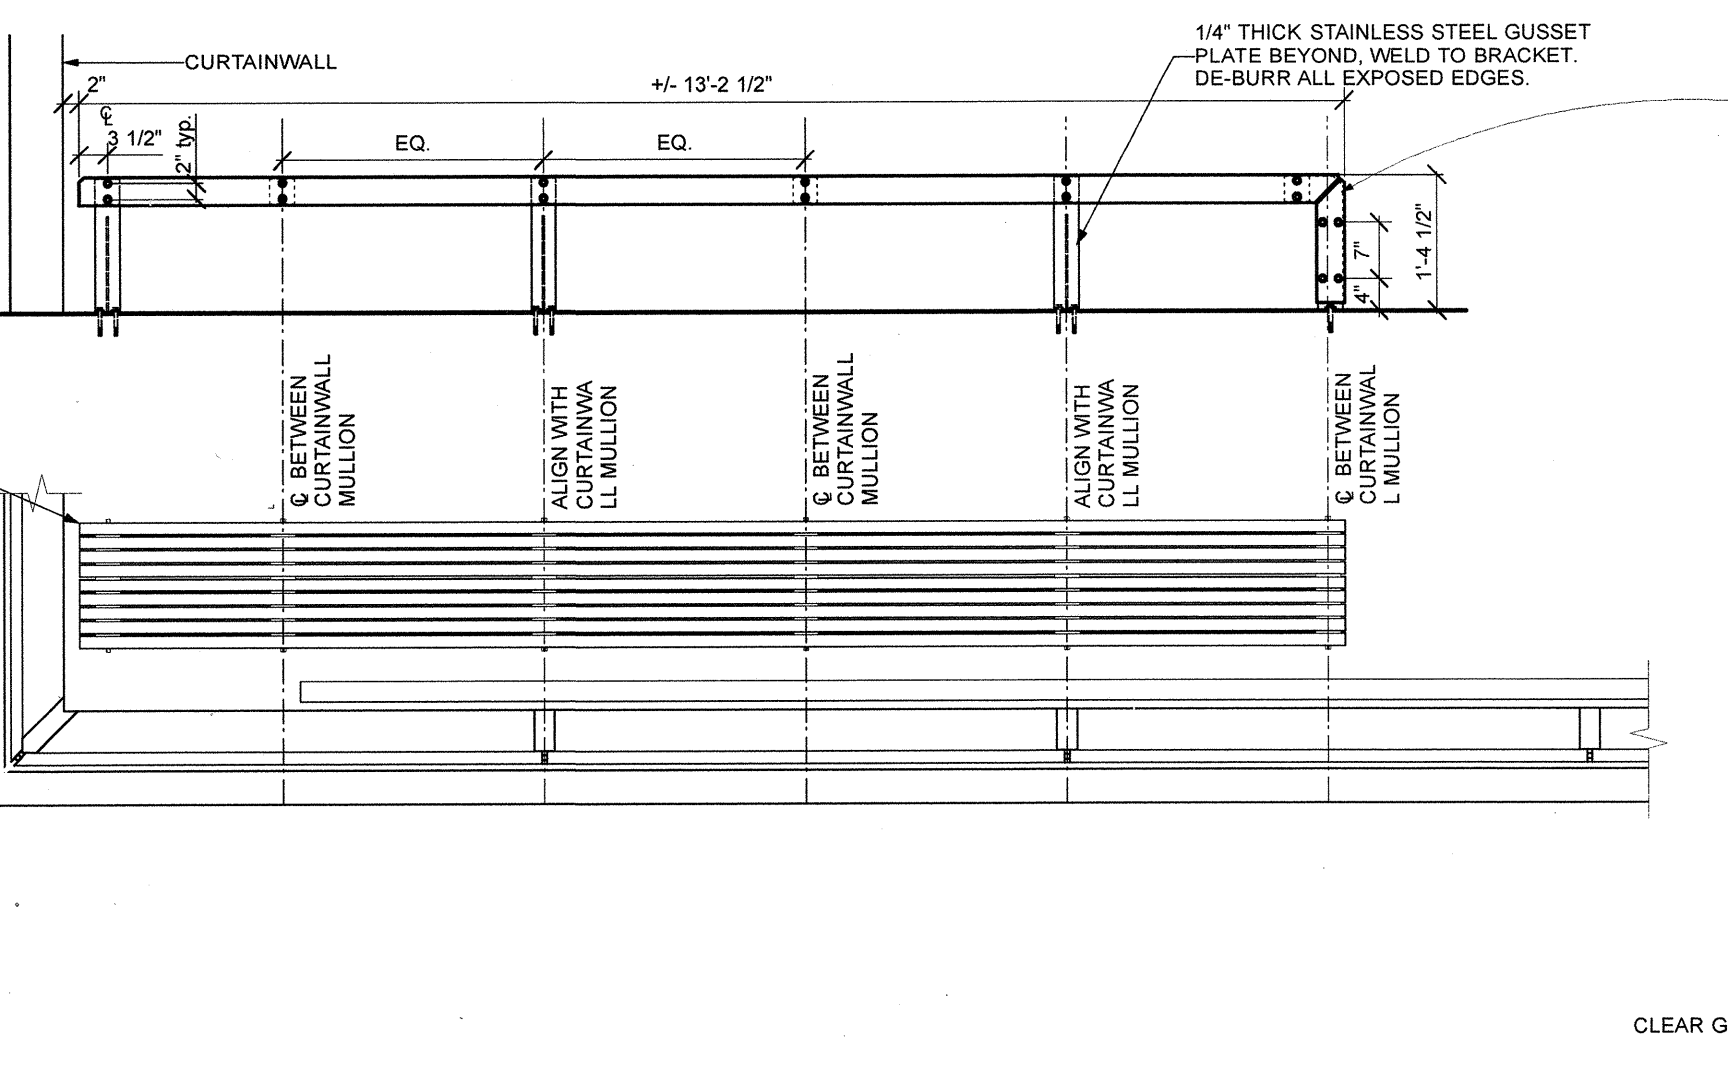 1/4" THICK STAINLESS STEEL GUSSET
PLATE BEYOND, WELD TO BRACKET.
DE-BURR ALL EXPOSED EDGES.
CURTAINWALL
2"
+/- 13'-2 1/2"
℄
3 1/2"
2" typ.
EQ.
EQ.
7"
4"
1'-4 1/2"
℄ BETWEEN
CURTAINWALL
MULLION
ALIGN WITH
CURTAINWA
LL MULLION
℄ BETWEEN
CURTAINWALL
MULLION
ALIGN WITH
CURTAINWA
LL MULLION
℄ BETWEEN
CURTAINWAL
L MULLION
CLEAR G